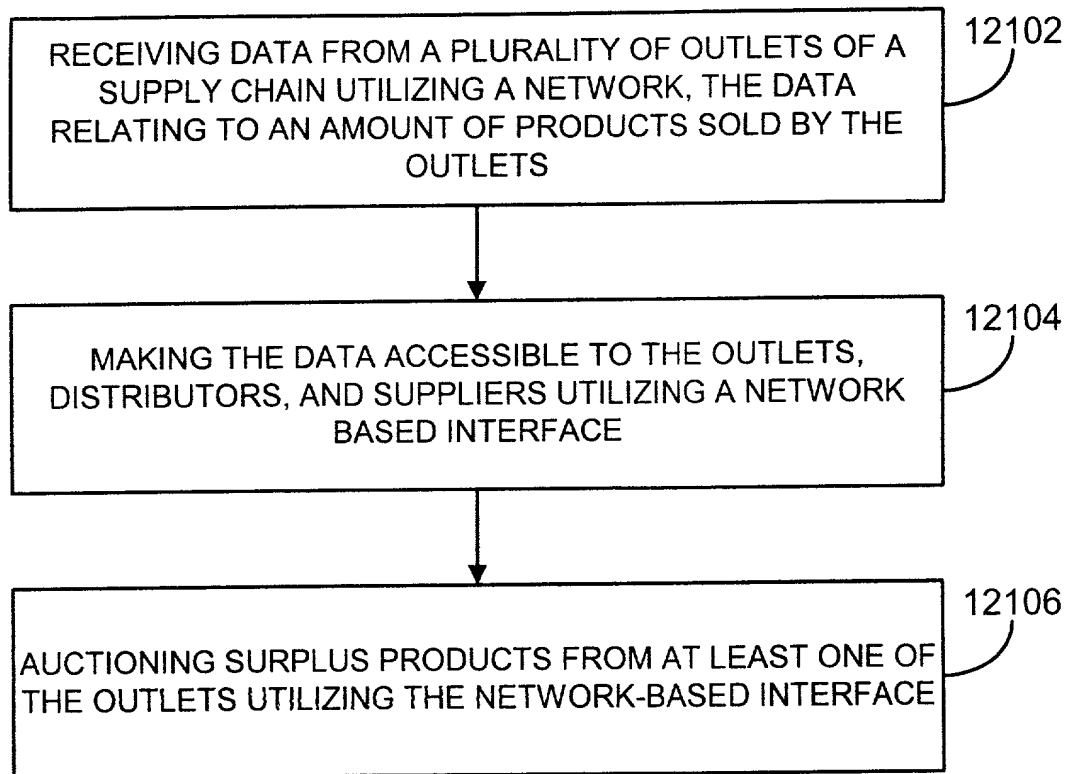 12102
RECEIVING DATA FROM A PLURALITY OF OUTLETS OF A
SUPPLY CHAIN UTILIZING A NETWORK, THE DATA
RELATING TO AN AMOUNT OF PRODUCTS SOLD BY THE
OUTLETS
12104
MAKING THE DATA ACCESSIBLE TO THE OUTLETS,
DISTRIBUTORS, AND SUPPLIERS UTILIZING A NETWORK
BASED INTERFACE
12106
AUCTIONING SURPLUS PRODUCTS FROM AT LEAST ONE OF
THE OUTLETS UTILIZING THE NETWORK-BASED INTERFACE